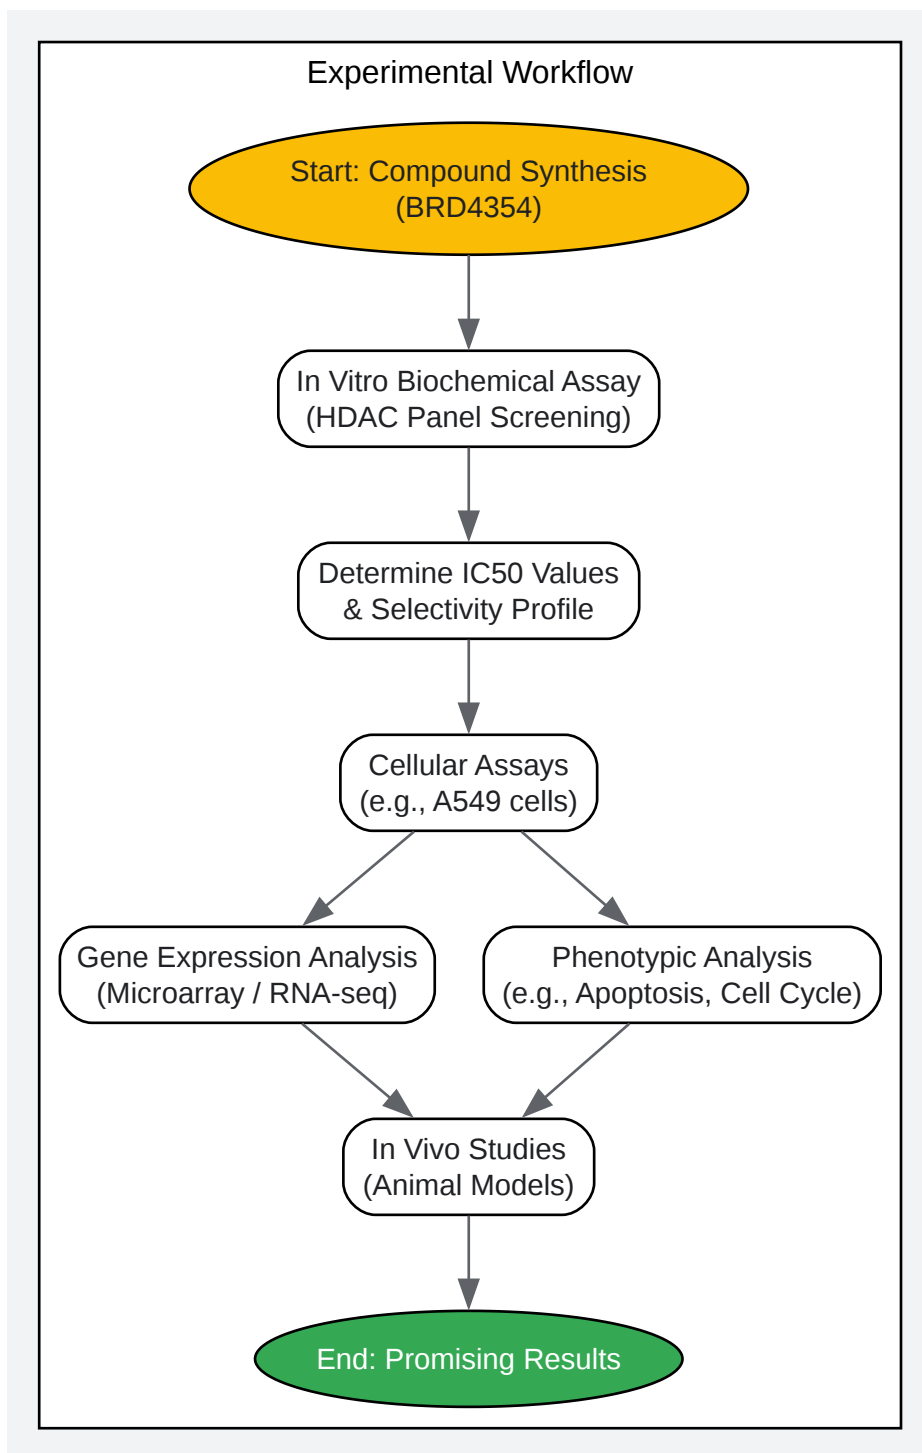 Experimental Workflow
Start: Compound Synthesis
(BRD4354)
In Vitro Biochemical Assay
(HDAC Panel Screening)
Determine IC50 Values
& Selectivity Profile
Cellular Assays
(e.g., A549 cells)
Gene Expression Analysis
(Microarray / RNA-seq)
Phenotypic Analysis
(e.g., Apoptosis, Cell Cycle)
In Vivo Studies
(Animal Models)
End: Promising Results